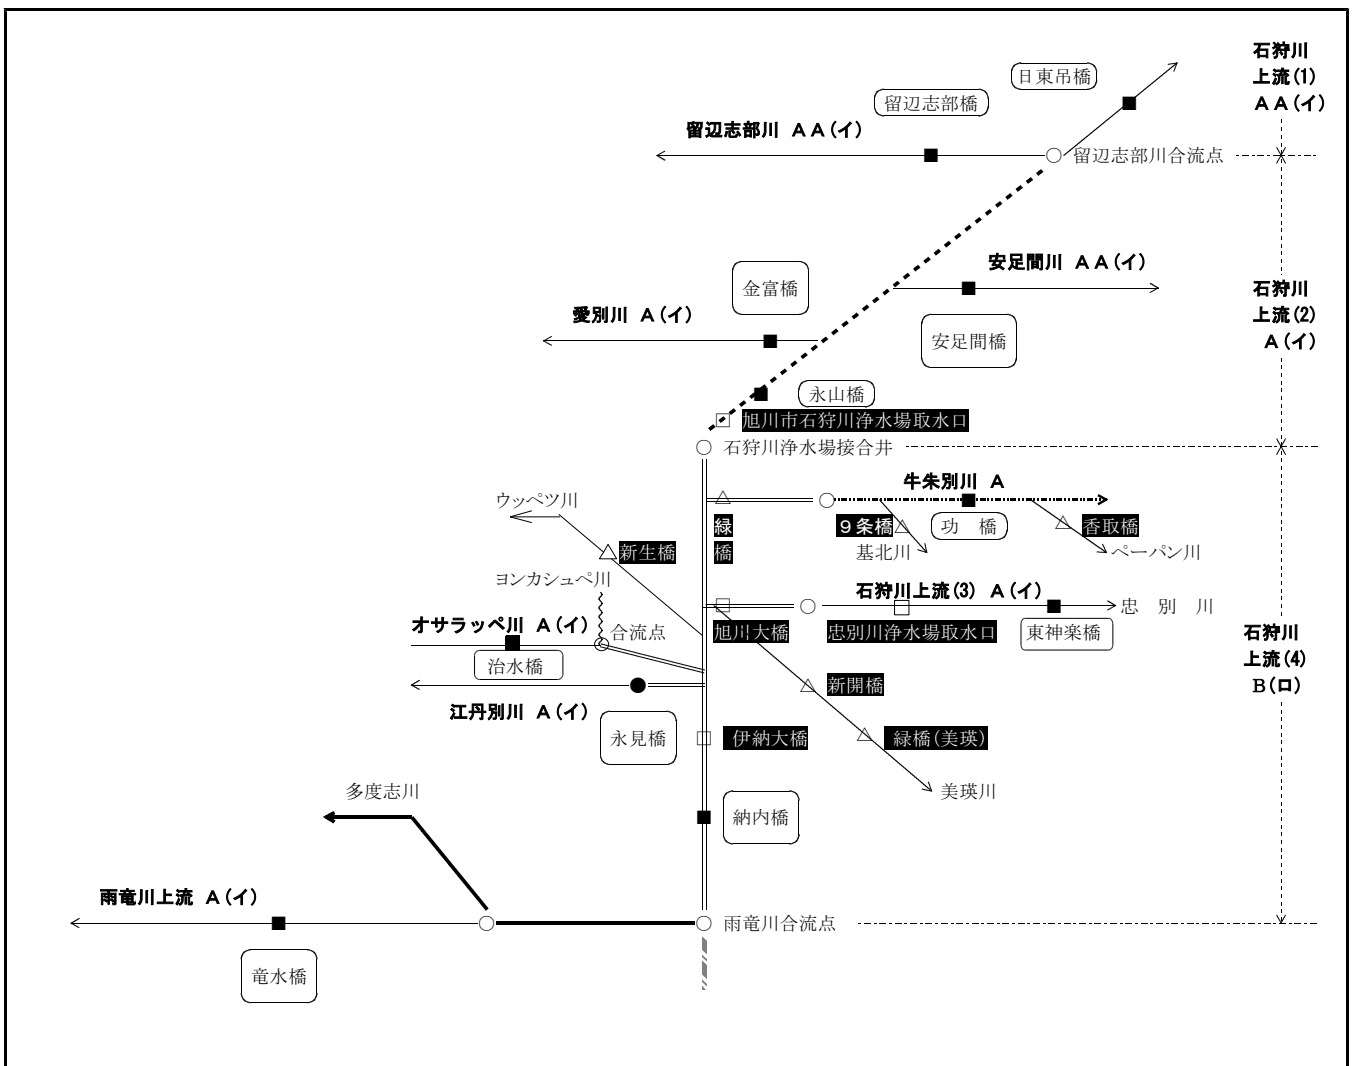 石狩川
上流(1)
ＡＡ(イ)
日東吊橋
留辺志部橋
留辺志部川 ＡＡ(イ)
留辺志部川合流点
安足間川 ＡＡ(イ)
金富橋
石狩川
上流(2)
Ａ(イ)
愛別川 Ａ(イ)
安足間橋
永山橋
旭川市石狩川浄水場取水口
石狩川浄水場接合井
牛朱別川 Ａ
ウッペツ川
緑
橋
９条橋
功 橋
香取橋
新生橋
基北川
ペーパン川
ヨンカシュペ川
石狩川上流(3) Ａ(イ)
忠 別 川
オサラッペ川 Ａ(イ)
合流点
旭川大橋
忠別川浄水場取水口
東神楽橋
石狩川
上流(4)
Ｂ(ロ)
治水橋
新開橋
江丹別川 Ａ(イ)
永見橋
伊納大橋
緑橋(美瑛)
多度志川
美瑛川
納内橋
雨竜川上流 Ａ(イ)
雨竜川合流点
竜水橋